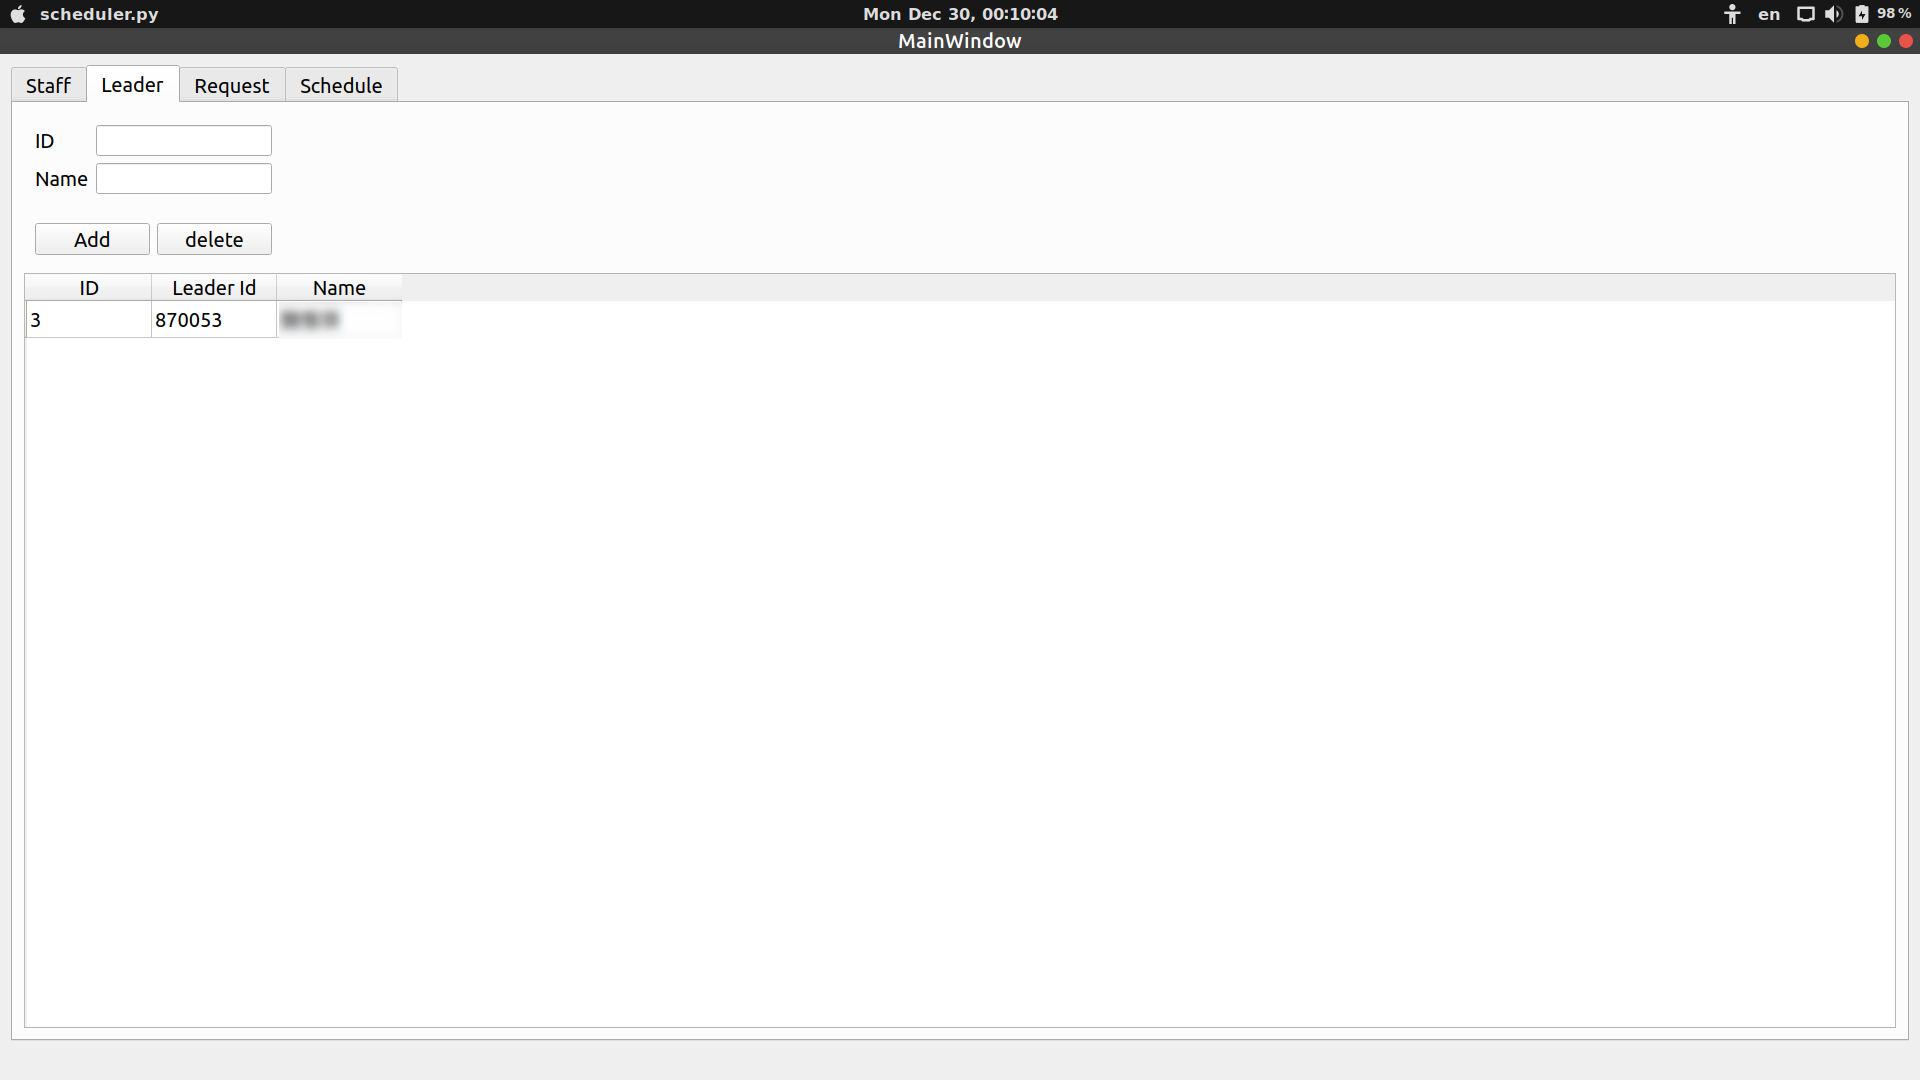 scheduler.py Mon Dec 30, 00:10:04 en 98 %
MainWindow
Staff Leader Request Schedule
ID
Name
Add delete
ID Leader Id Name
3 870053